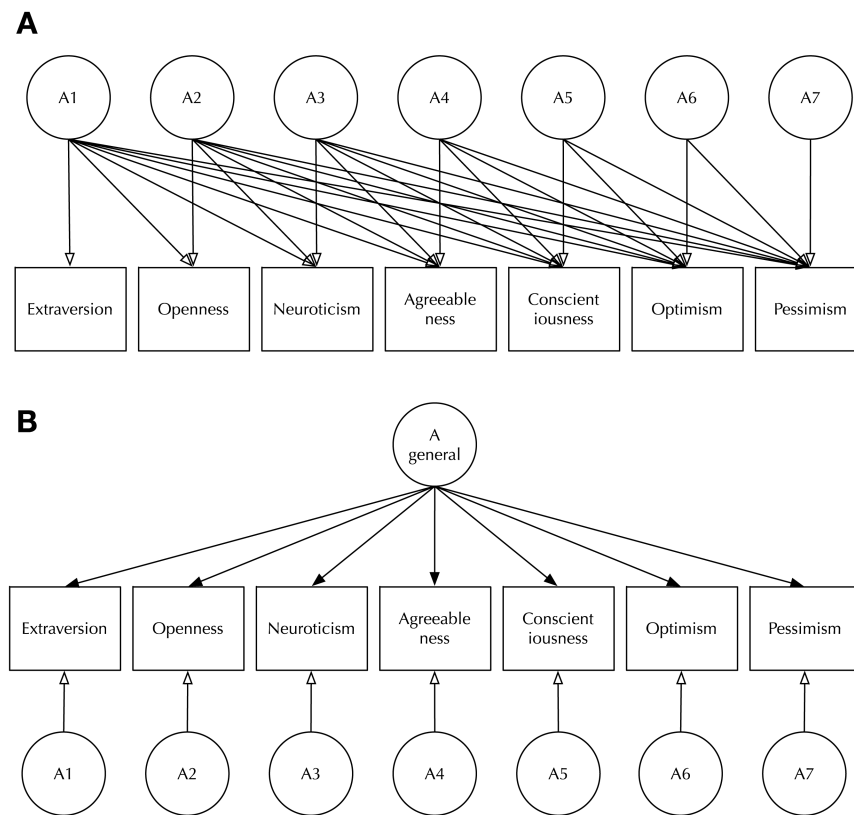 A
A1 A2 A3 A4 A5 A6 A7
Extraversion Openness Neuroticism Agreeable ness Conscient iousness Optimism Pessimism
B
A
general
Extraversion Openness Neuroticism Agreeable ness Conscient iousness Optimism Pessimism
A1 A2 A3 A4 A5 A6 A7